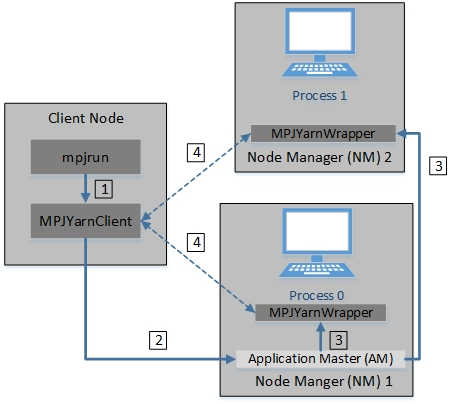 Process 1
MPJYarnWrapper
Node Manager (NM) 2
Client Node
mpjrun
1
MPJYarnClient
4
3
4
Process 0
MPJYarnWrapper
2
3
Application Master (AM)
Node Manger (NM) 1